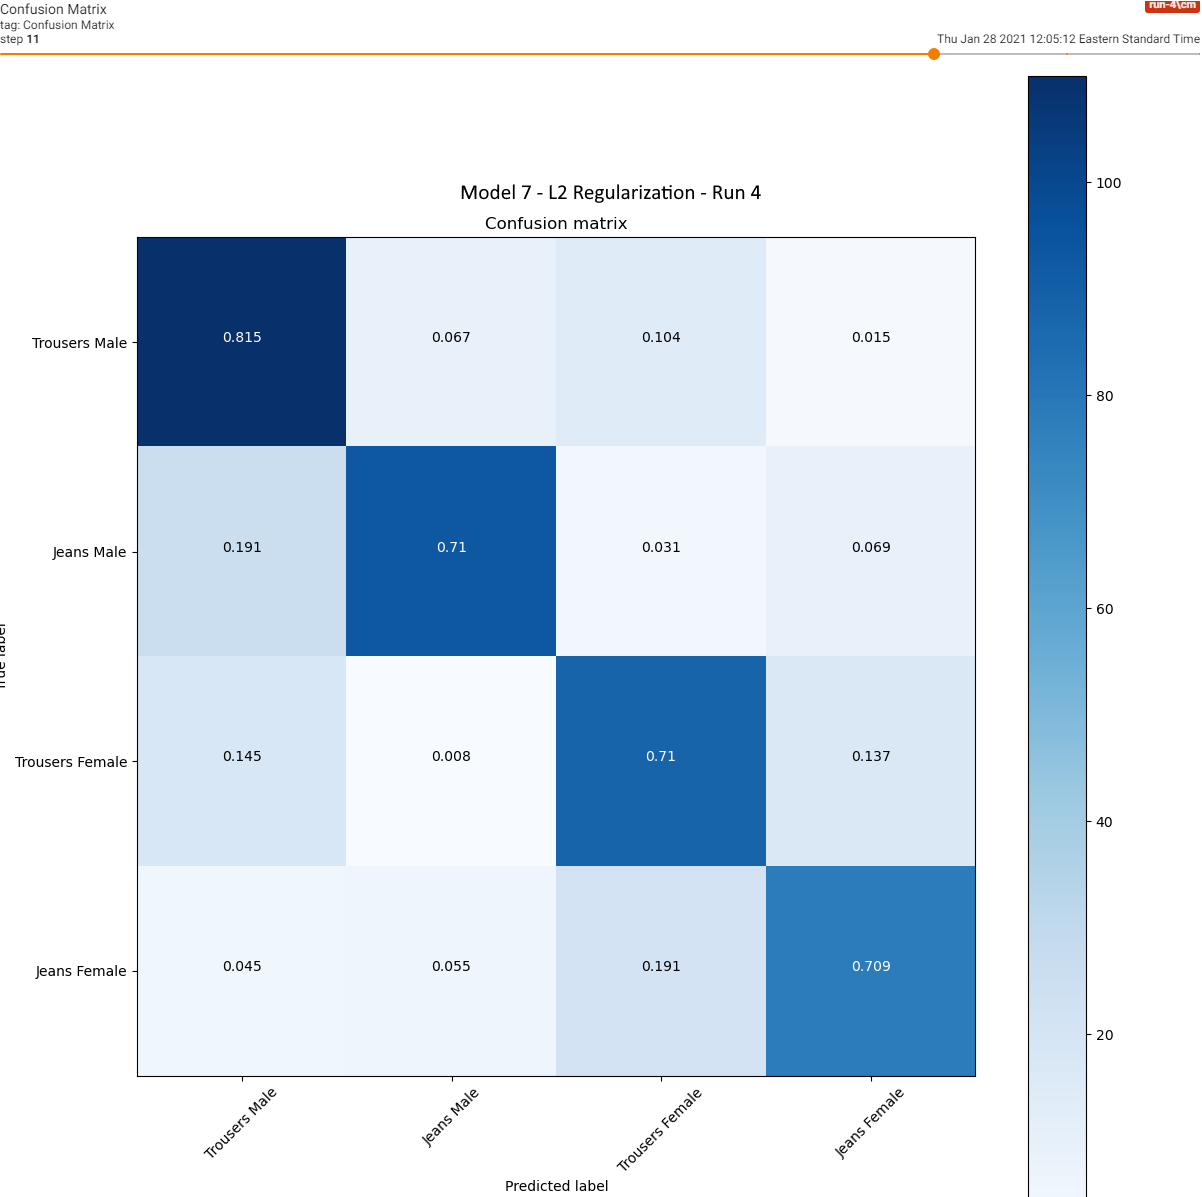 Confusion Matrix
run-4\cm
tag: Confusion Matrix
step 11
Thu Jan 28 2021 12:05:12 Eastern Standard Time
Model 7 - L2 Regularization - Run 4
Confusion matrix
Trousers Male
0.815
0.067
0.104
0.015
Jeans Male
0.191
0.71
0.031
0.069
True label
Trousers Female
0.145
0.008
0.71
0.137
Jeans Female
0.045
0.055
0.191
0.709
Trousers Male
Jeans Male
Trousers Female
Jeans Female
Predicted label
100
80
60
40
20